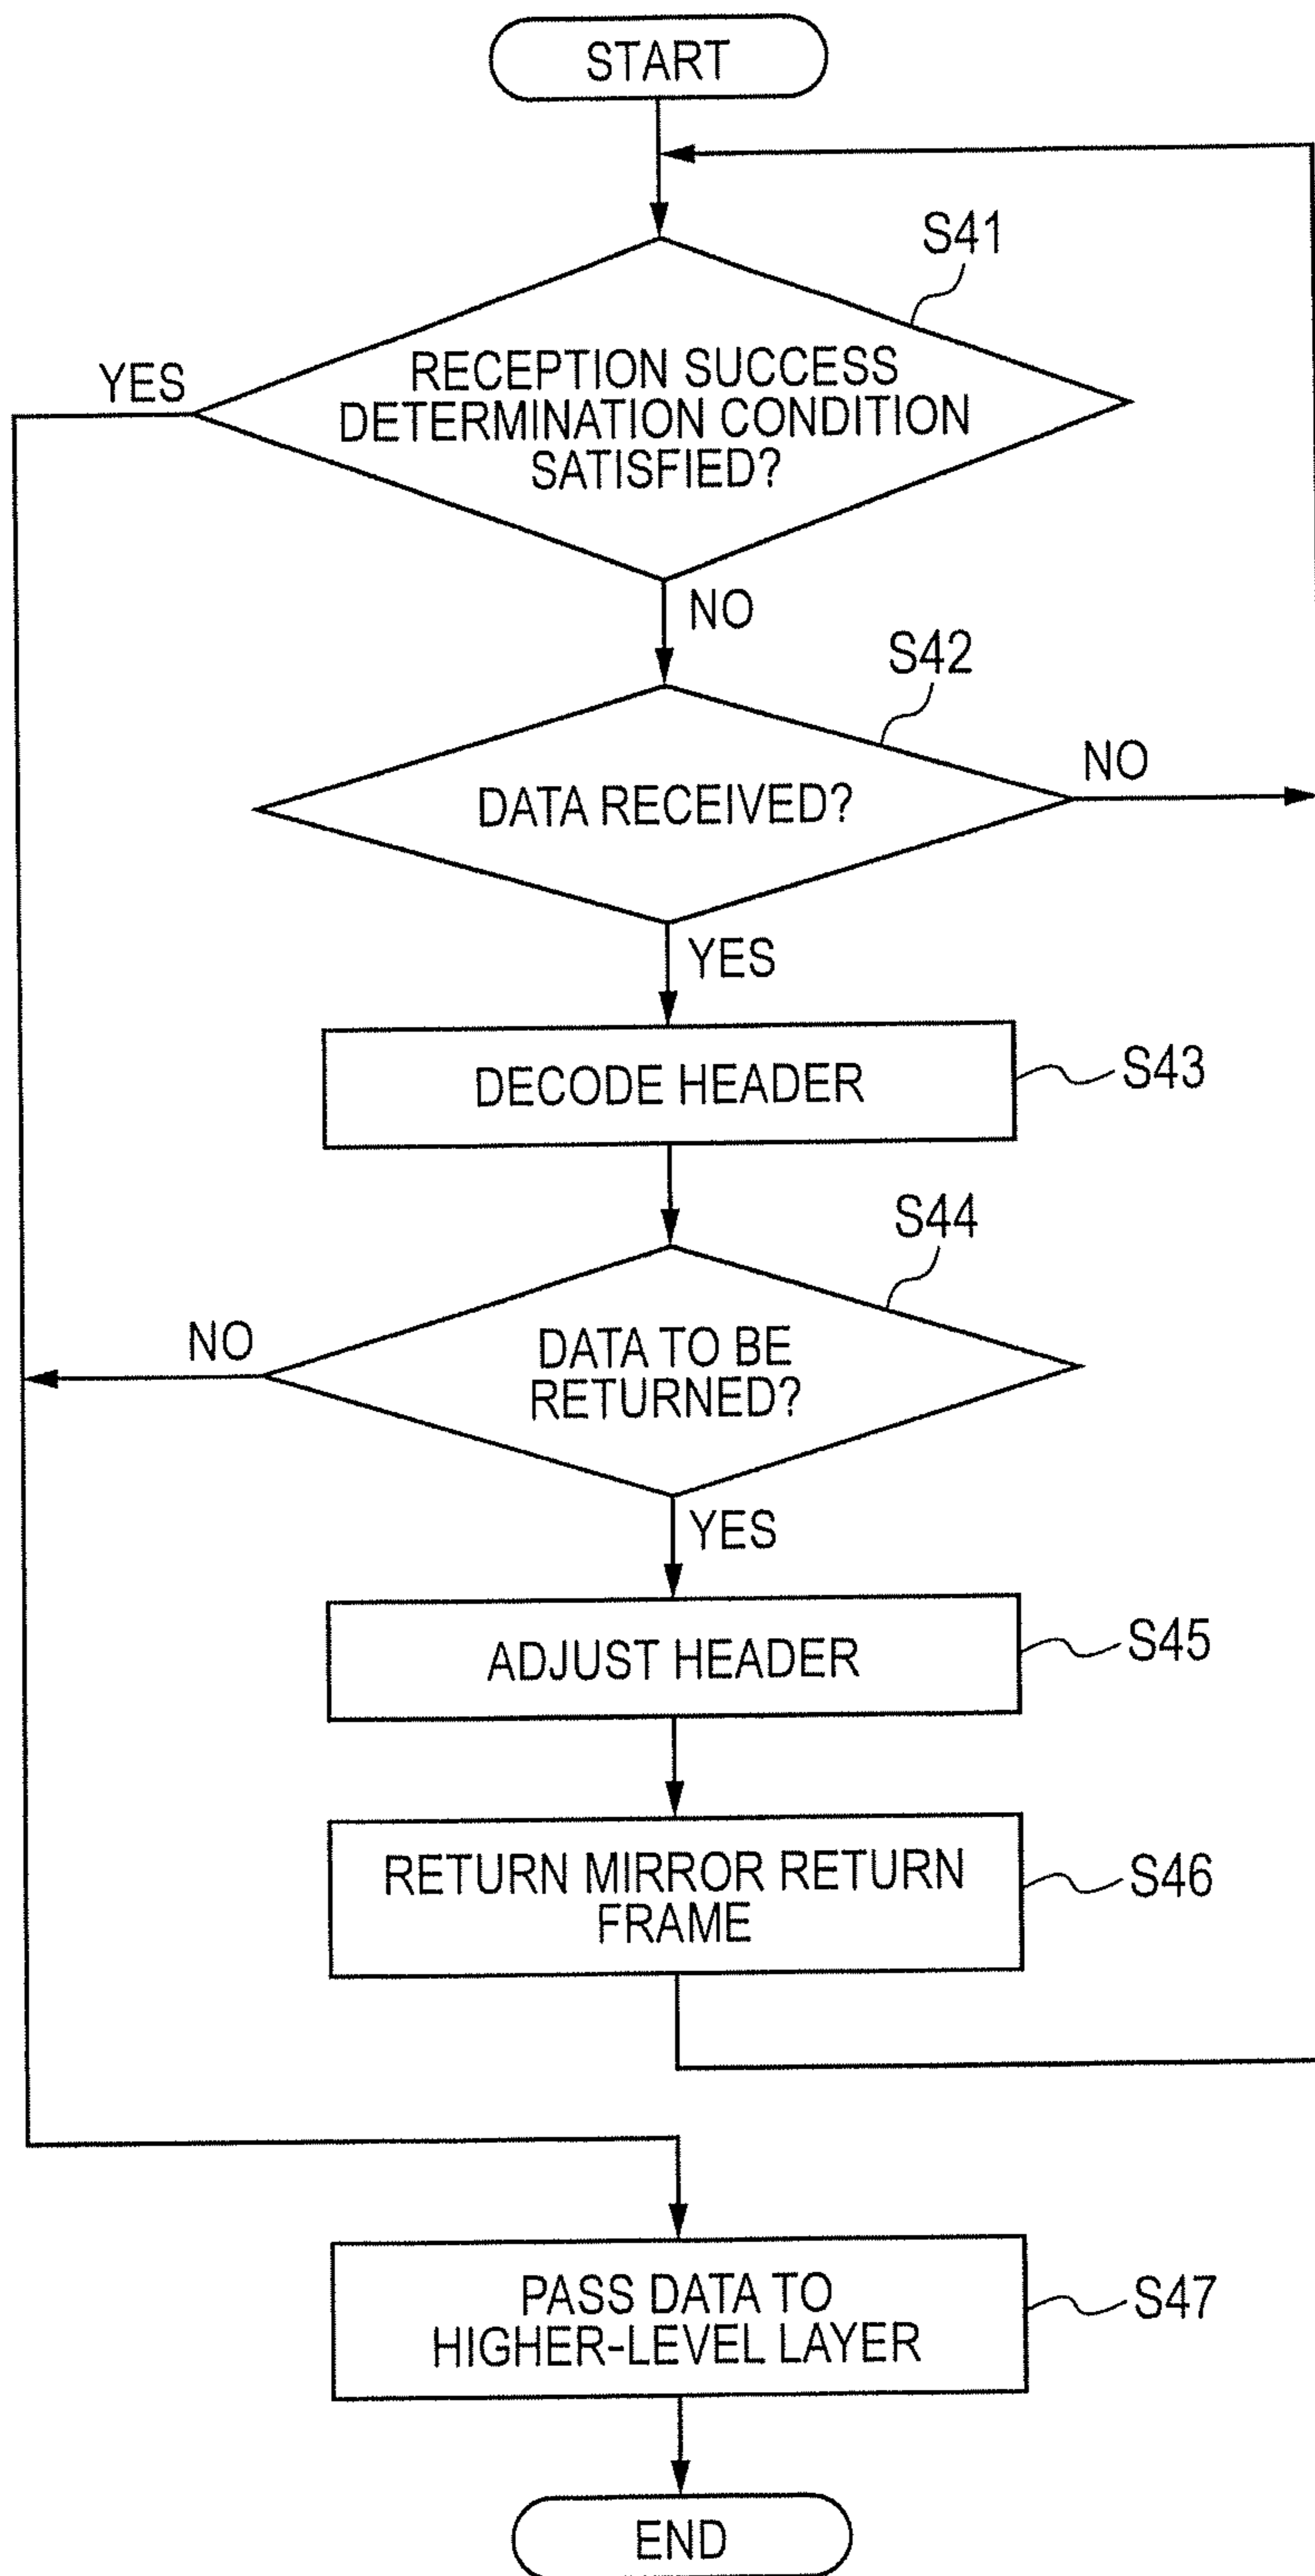 START
S41
YES
RECEPTION SUCCESS
DETERMINATION CONDITION
SATISFIED?
NO
S42
NO
DATA RECEIVED?
YES
DECODE HEADER
S43
S44
NO
DATA TO BE
RETURNED?
YES
ADJUST HEADER
S45
RETURN MIRROR RETURN
FRAME
S46
PASS DATA TO
HIGHER-LEVEL LAYER
S47
END